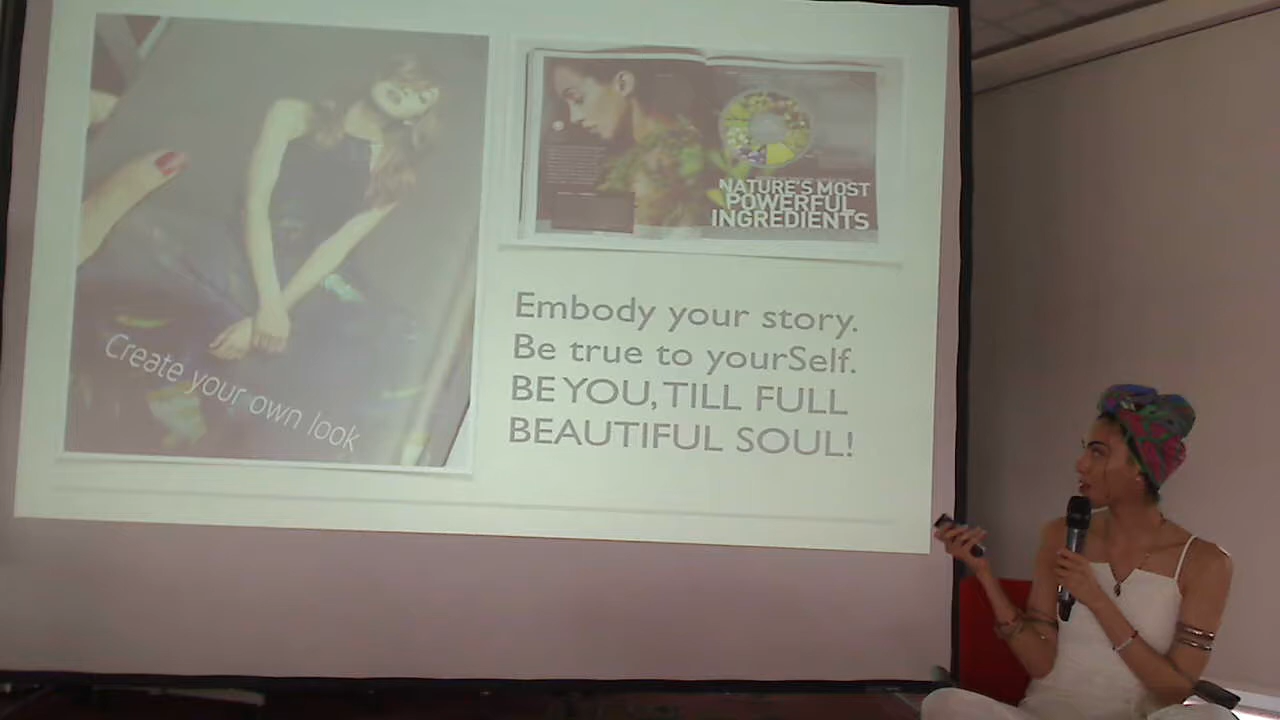 Create your own look
NATURE'S MOST
POWERFUL
INGREDIENTS
Embody your story.
Be true to yourSelf.
BE YOU, TILL FULL
BEAUTIFUL SOUL!